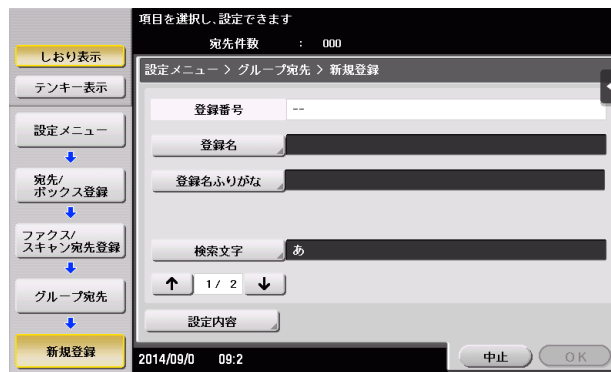 項目を選択し、設定できます
宛先件数 : 000
しおり表示
テンキー表示
設定メニュー
宛先/
ボックス登録
ファクス/
スキャン宛先登録
グループ宛先
新規登録
設定メニュー > グループ宛先 > 新規登録
登録番号 --
登録名
登録名ふりがな
検索文字 あ
↑ 1/ 2 ↓
設定内容
2014/09/0 09:2
中止 OK